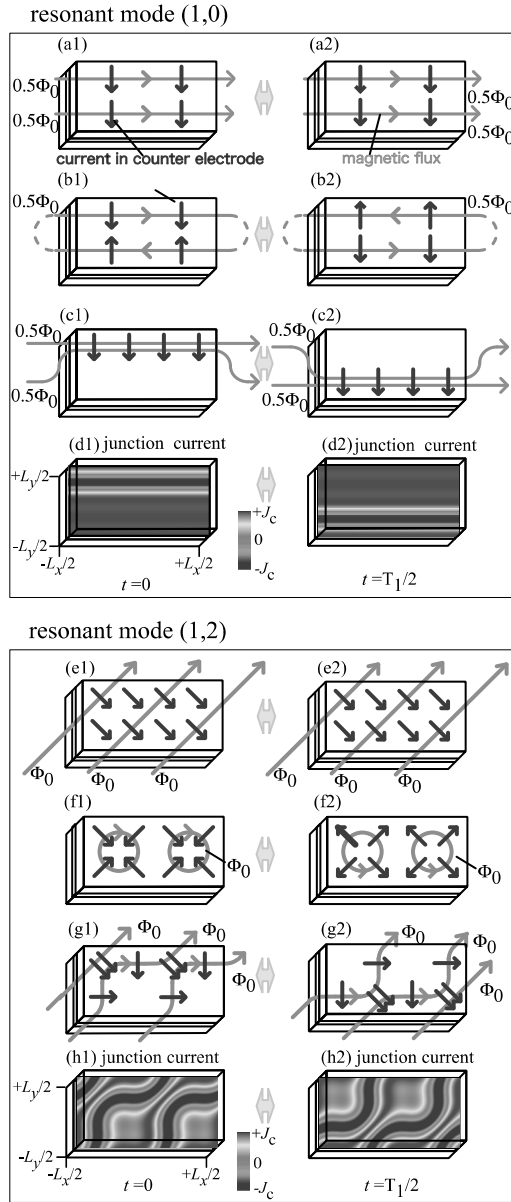 resonant mode (1,0)
(a1) (a2)
0.5Φ0
0.5Φ0
0.5Φ0
0.5Φ0
current in counter electrode magnetic flux
(b1) (b2)
0.5Φ0 0.5Φ0
(c1) (c2)
0.5Φ0 0.5Φ0
0.5Φ0 0.5Φ0
(d1) junction current (d2) junction current
+Ly/2
-Ly/2
-Lx/2 +Lx/2
+Jc
0
-Jc
t=0 t=T1/2
resonant mode (1,2)
(e1) (e2)
Φ0 Φ0 Φ0 Φ0 Φ0 Φ0
(f1) (f2)
Φ0 Φ0
(g1) Φ0 Φ0 (g2) Φ0 Φ0
Φ0 Φ0
(h1) junction current (h2) junction current
+Ly/2
-Ly/2
-Lx/2 +Lx/2
+Jc
0
-Jc
t=0 t=T1/2